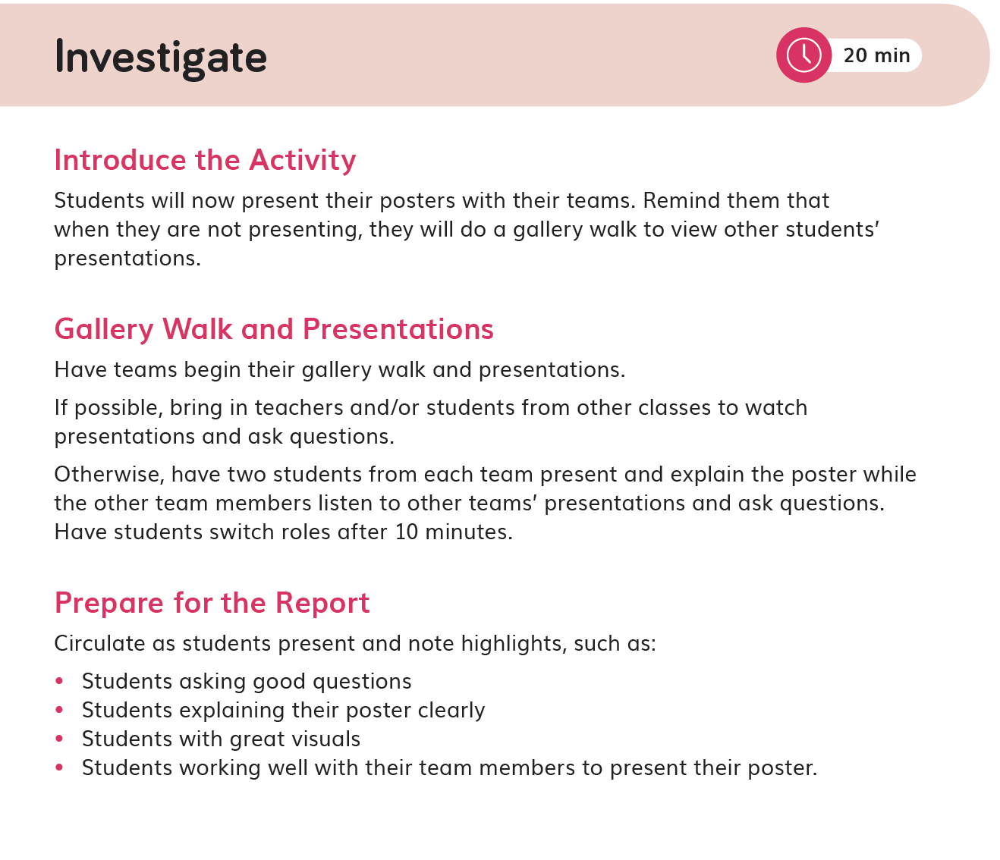 Investigate
20 min
Introduce the Activity
Students will now present their posters with their teams. Remind them that
when they are not presenting, they will do a gallery walk to view other students’
presentations.
Gallery Walk and Presentations
Have teams begin their gallery walk and presentations.
If possible, bring in teachers and/or students from other classes to watch
presentations and ask questions.
Otherwise, have two students from each team present and explain the poster while
the other team members listen to other teams’ presentations and ask questions.
Have students switch roles after 10 minutes.
Prepare for the Report
Circulate as students present and note highlights, such as:
• Students asking good questions
• Students explaining their poster clearly
• Students with great visuals
• Students working well with their team members to present their poster.